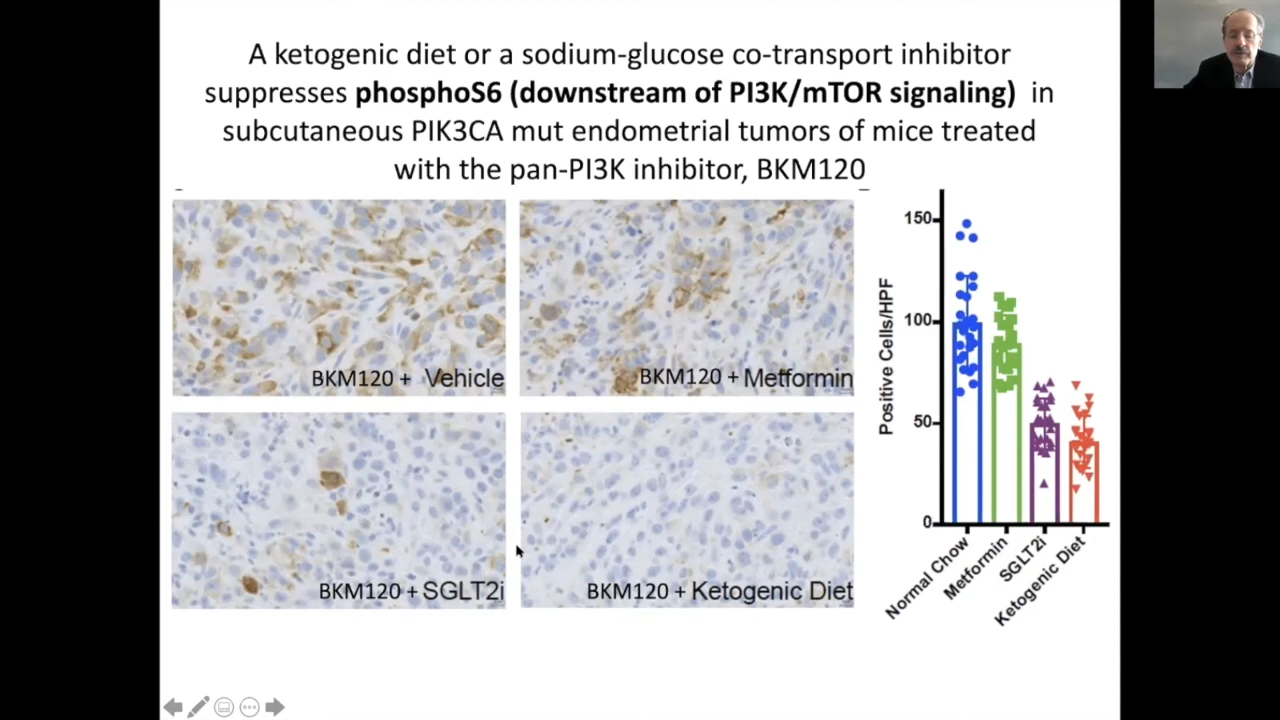 A ketogenic diet or a sodium-glucose co-transport inhibitor
suppresses phosphoS6 (downstream of PI3K/mTOR signaling) in
subcutaneous PIK3CA mut endometrial tumors of mice treated
with the pan-PI3K inhibitor, BKM120
BKM120 + Vehicle
BKM120 + Metformin
BKM120 + SGLT2i
BKM120 + Ketogenic Diet
Positive Cells/HPF
150
100
50
0
Normal Chow
Metformin
SGLT2i
Ketogenic Diet